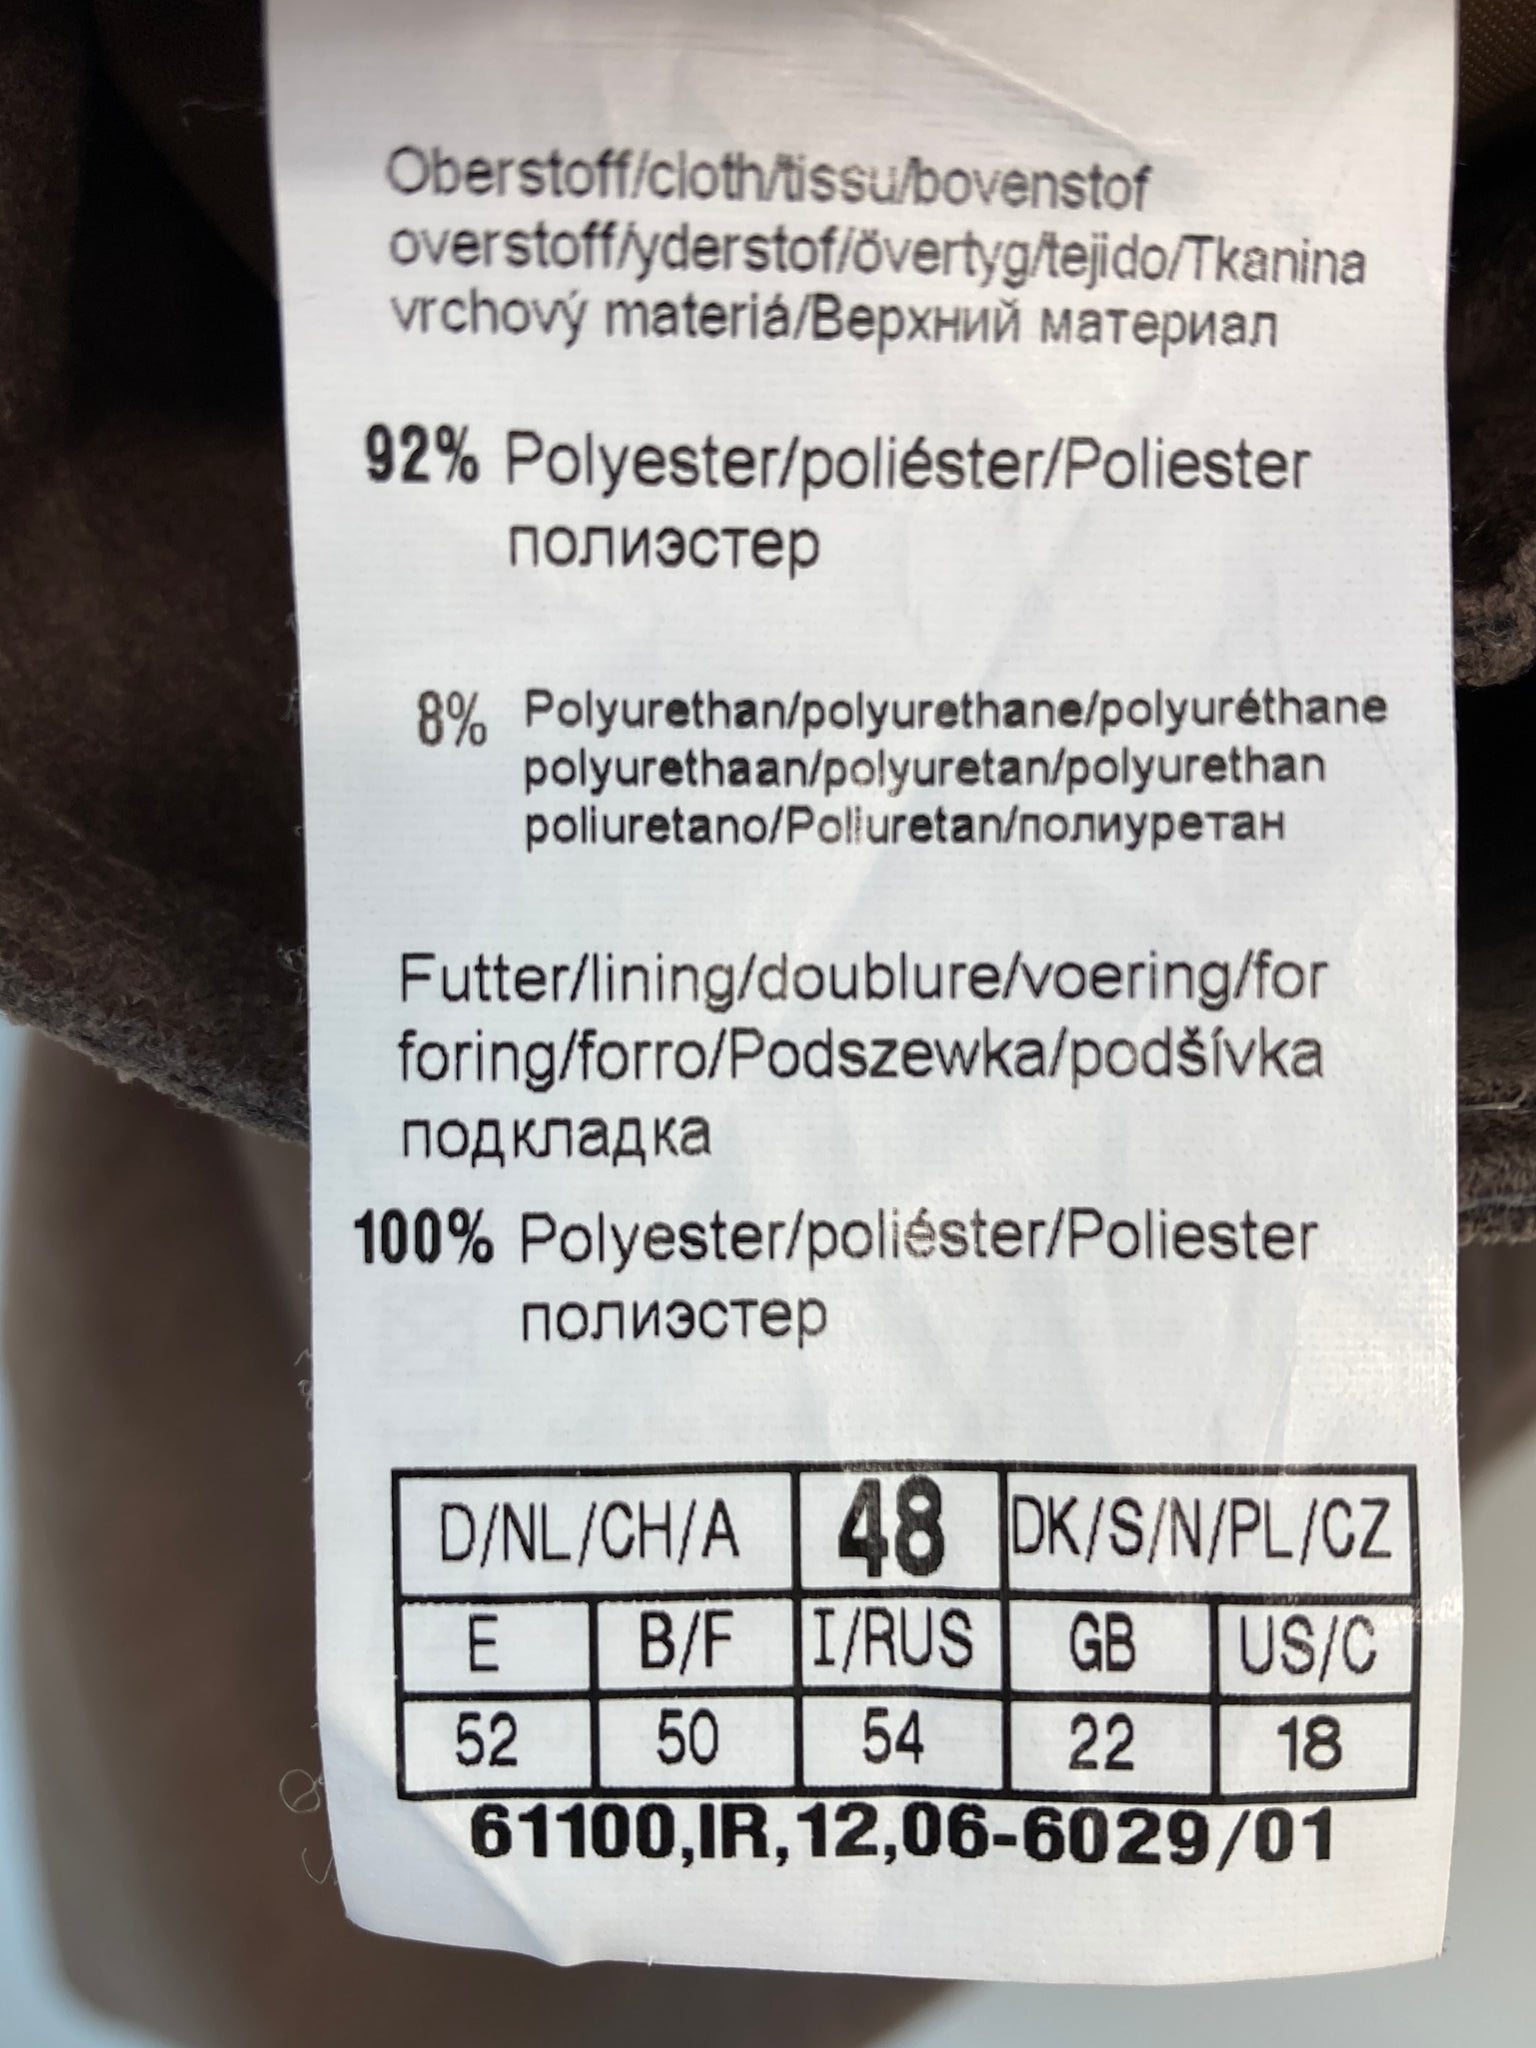 Oberstoff/cloth/tissu/bovenstof
overstoff/yderstof/övertyg/tejido/Tkanina
vrchový materiá/Верхний материал
92% Polyester/poliéster/Poliester
полиэстер
8% Polyurethan/polyurethane/polyuréthane
polyurethaan/polyuretan/polyurethan
poliuretano/Poliuretan/полиуретан
Futter/lining/doublure/voering/for
foring/forro/Podszewka/podšívka
подкладка
100% Polyester/poliéster/Poliester
полиэстер
D/NL/CH/A 48 DK/S/N/PL/CZ
E B/F I/RUS GB US/C
52 50 54 22 18
61100,IR,12,06-6029/01